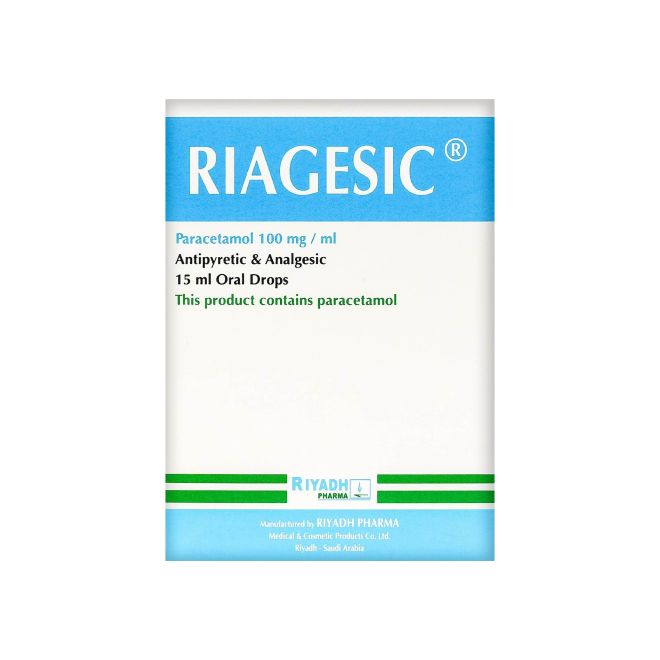 RIAGESIC®
Paracetamol 100 mg / ml
Antipyretic & Analgesic
15 ml Oral Drops
This product contains paracetamol
RIYADH
PHARMA
Manufactured by RIYADH PHARMA
Medical & Cosmetic Products Co. Ltd.
Riyadh - Saudi Arabia